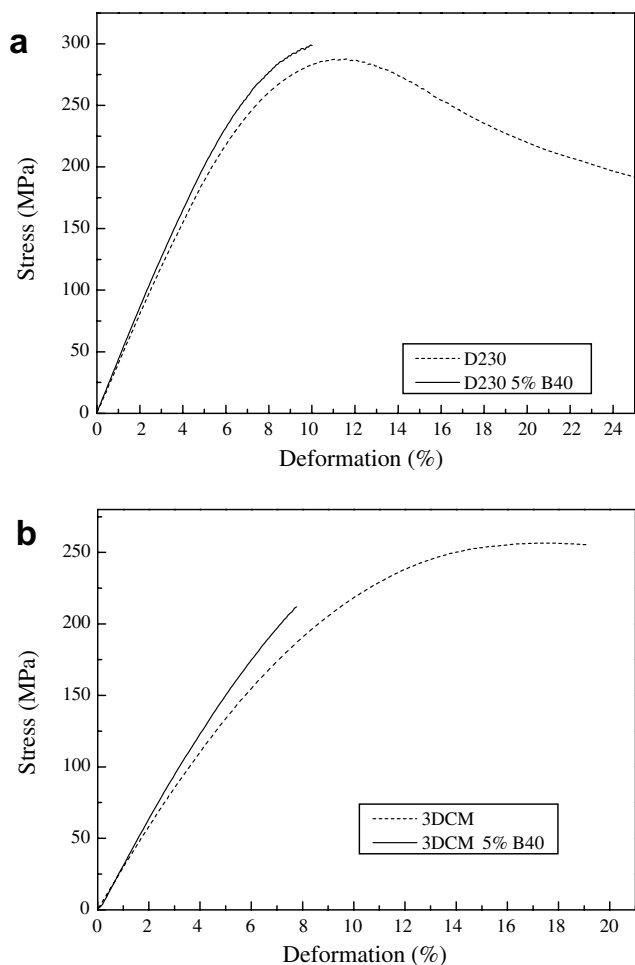 a
300
250
200
150
100
50
0
Stress (MPa)
D230
D230 5% B40
0 2 4 6 8 10 12 14 16 18 20 22 24
Deformation (%)
b
250
200
150
100
50
0
Stress (MPa)
3DCM
3DCM 5% B40
0 2 4 6 8 10 12 14 16 18 20
Deformation (%)